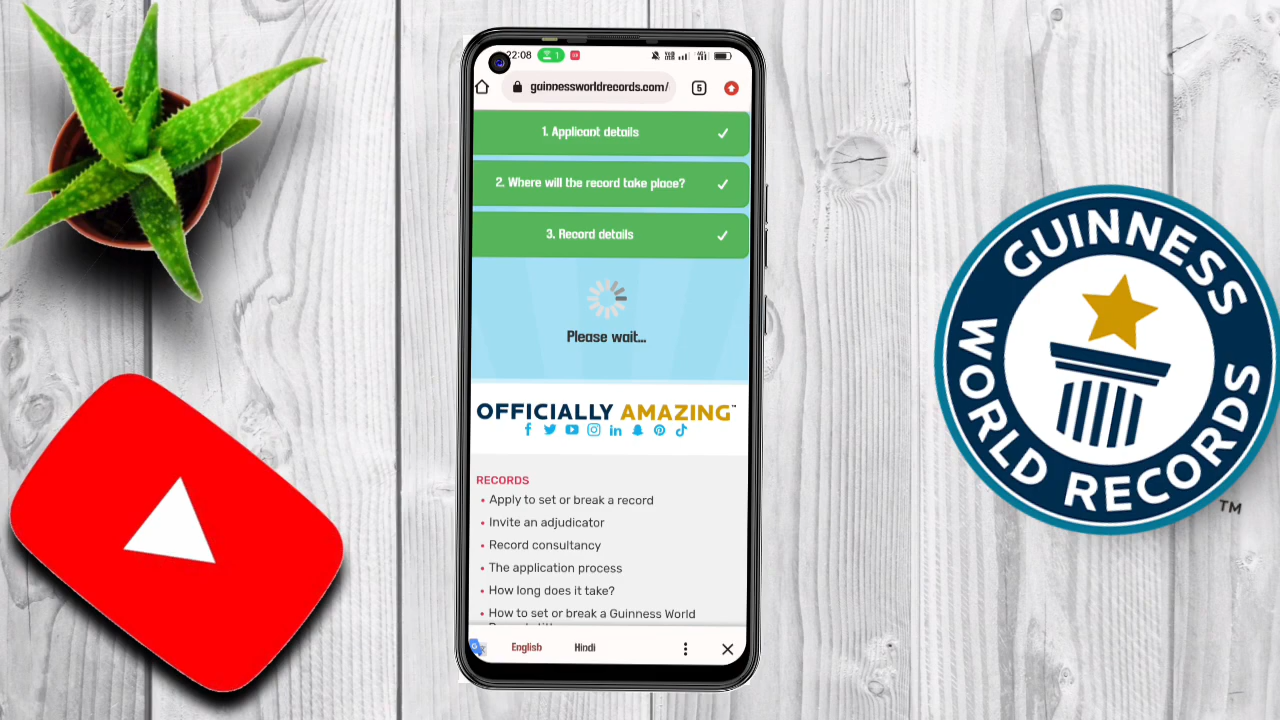 22:08
1
guinnessworldrecords.com/
5
1. Applicant details
2. Where will the record take place?
3. Record details
Please wait...
OFFICIALLY AMAZING™
RECORDS
• Apply to set or break a record
• Invite an adjudicator
• Record consultancy
• The application process
• How long does it take?
• How to set or break a Guinness World
English
Hindi
GUINNESS
WORLD RECORDS
TM